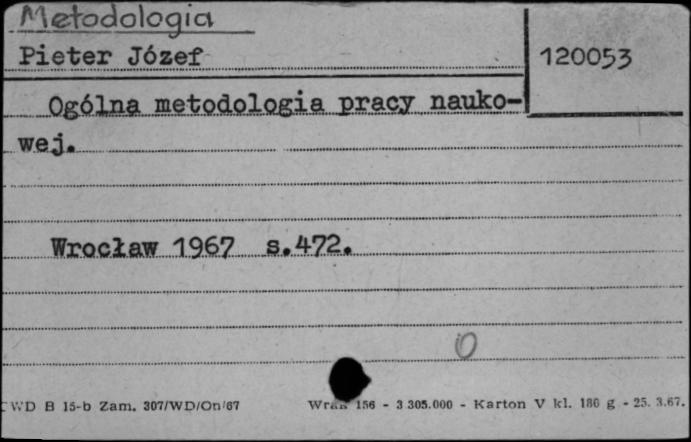 Metodologia
Pieter Józef
120053
Ogólna metodologia pracy nauko-
wej.
Wrocław 1967 s.472.
0
WD B 15-b Zam. 307/WD/On/67
156 - 3 305.000 - Karton V kl. 180 g - 25. 3.67.